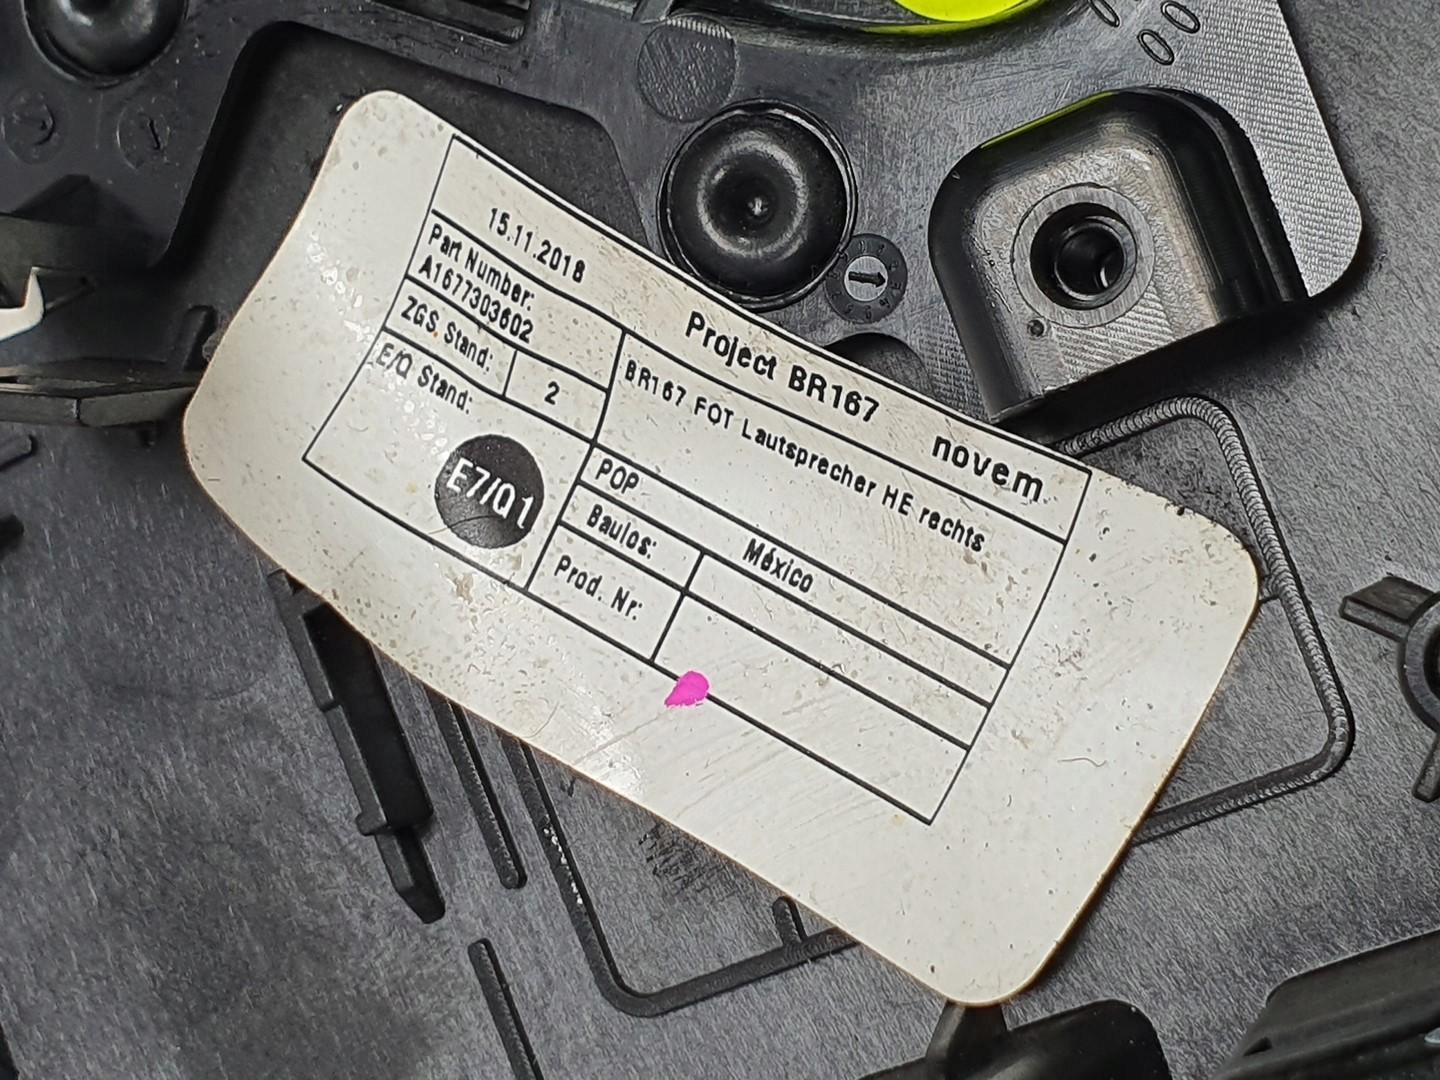 15.11.2018
Project BR167
novem
Part Number:
A1677303602
BR167 FOT Lautsprecher HE rechts
ZGS. Stand:
2
E/Q Stand:
E7/Q1
POP
México
Baulos:
Prod. Nr: